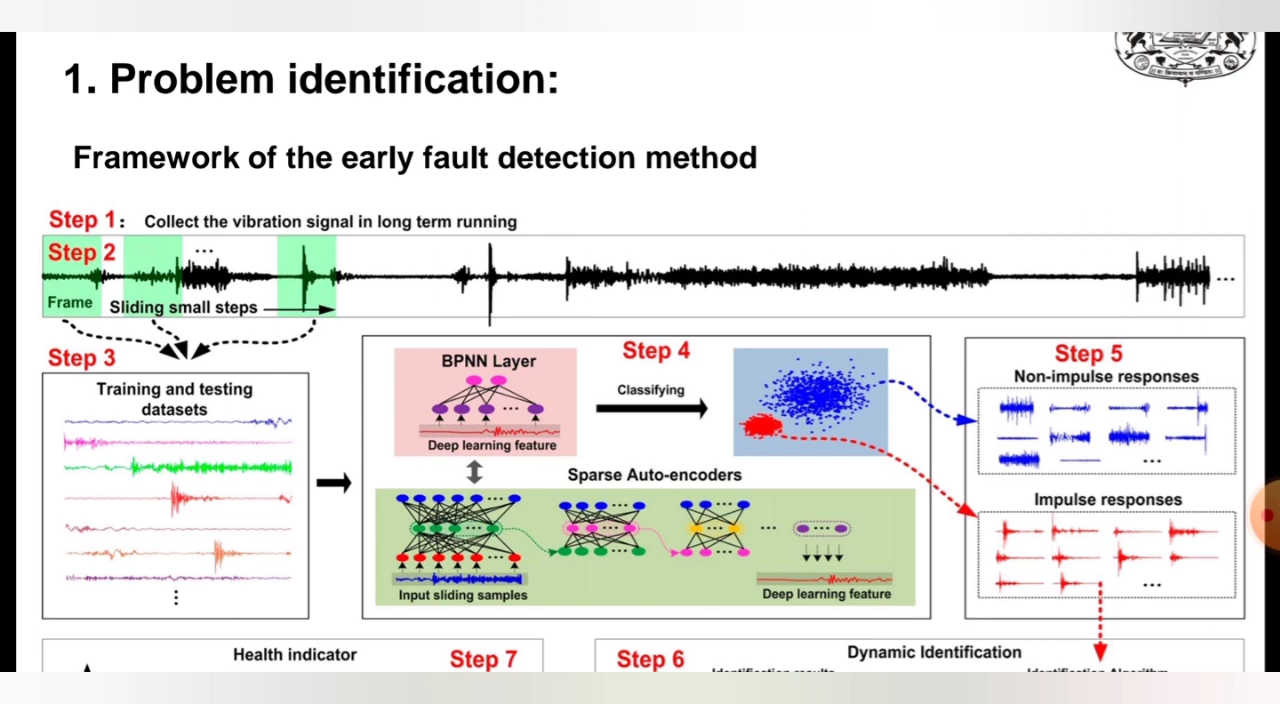 1. Problem identification:
Framework of the early fault detection method
Step 1： Collect the vibration signal in long term running
Step 2
...
...
Frame
Sliding small steps
Step 3
Training and testing
datasets
BPNN Layer
...
Deep learning feature
Step 4
Classifying
Sparse Auto-encoders
Input sliding samples
Deep learning feature
Step 5
Non-impulse responses
...
Impulse responses
...
Health indicator
Step 7
Step 6
Dynamic Identification
Identification results
Identification Algorithm